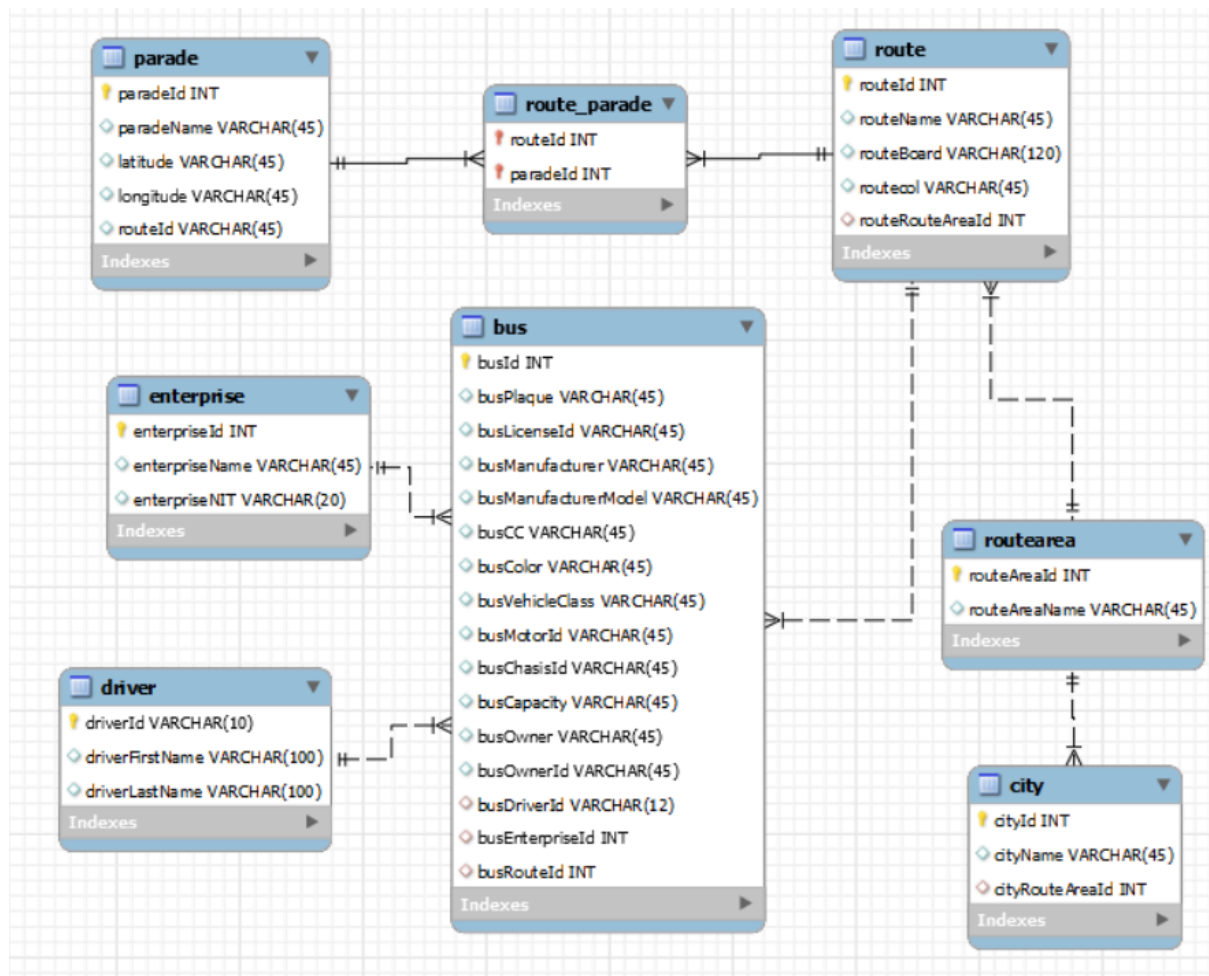 parade
paradeId INT
paradeName VARCHAR(45)
latitude VARCHAR(45)
longitude VARCHAR(45)
routeId VARCHAR(45)
Indexes
route_parade
routeId INT
paradeId INT
Indexes
route
routeId INT
routeName VARCHAR(45)
routeBoard VARCHAR(120)
routecol VARCHAR(45)
routeRouteAreaId INT
Indexes
enterprise
enterpriseId INT
enterpriseName VARCHAR(45)
enterpriseNIT VARCHAR(20)
Indexes
bus
busId INT
busPlaque VARCHAR(45)
busLicenseId VARCHAR(45)
busManufacturer VARCHAR(45)
busManufacturerModel VARCHAR(45)
busCC VARCHAR(45)
busColor VARCHAR(45)
busVehicleClass VARCHAR(45)
busMotorId VARCHAR(45)
busChasisId VARCHAR(45)
busCapacity VARCHAR(45)
busOwner VARCHAR(45)
busOwnerId VARCHAR(45)
busDriverId VARCHAR(12)
busEnterpriseId INT
busRouteId INT
Indexes
routearea
routeAreaId INT
routeAreaName VARCHAR(45)
Indexes
driver
driverId VARCHAR(10)
driverFirstName VARCHAR(100)
driverLastName VARCHAR(100)
Indexes
city
cityId INT
cityName VARCHAR(45)
cityRouteAreaId INT
Indexes